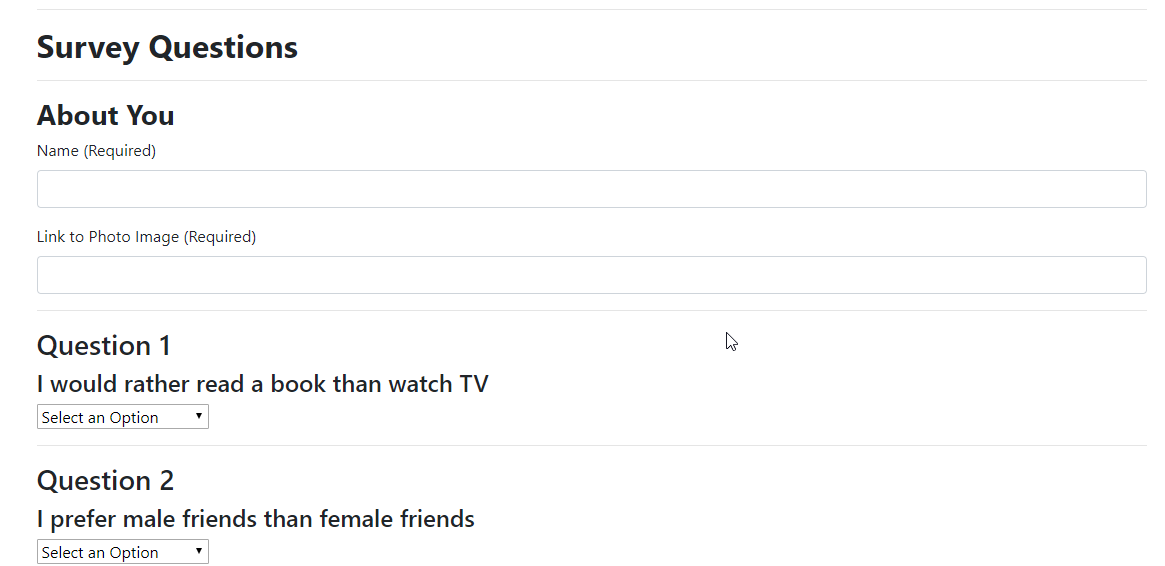 Survey Questions
About You
Name (Required)
Link to Photo Image (Required)
Question 1
I would rather read a book than watch TV
Select an Option
Question 2
I prefer male friends than female friends
Select an Option